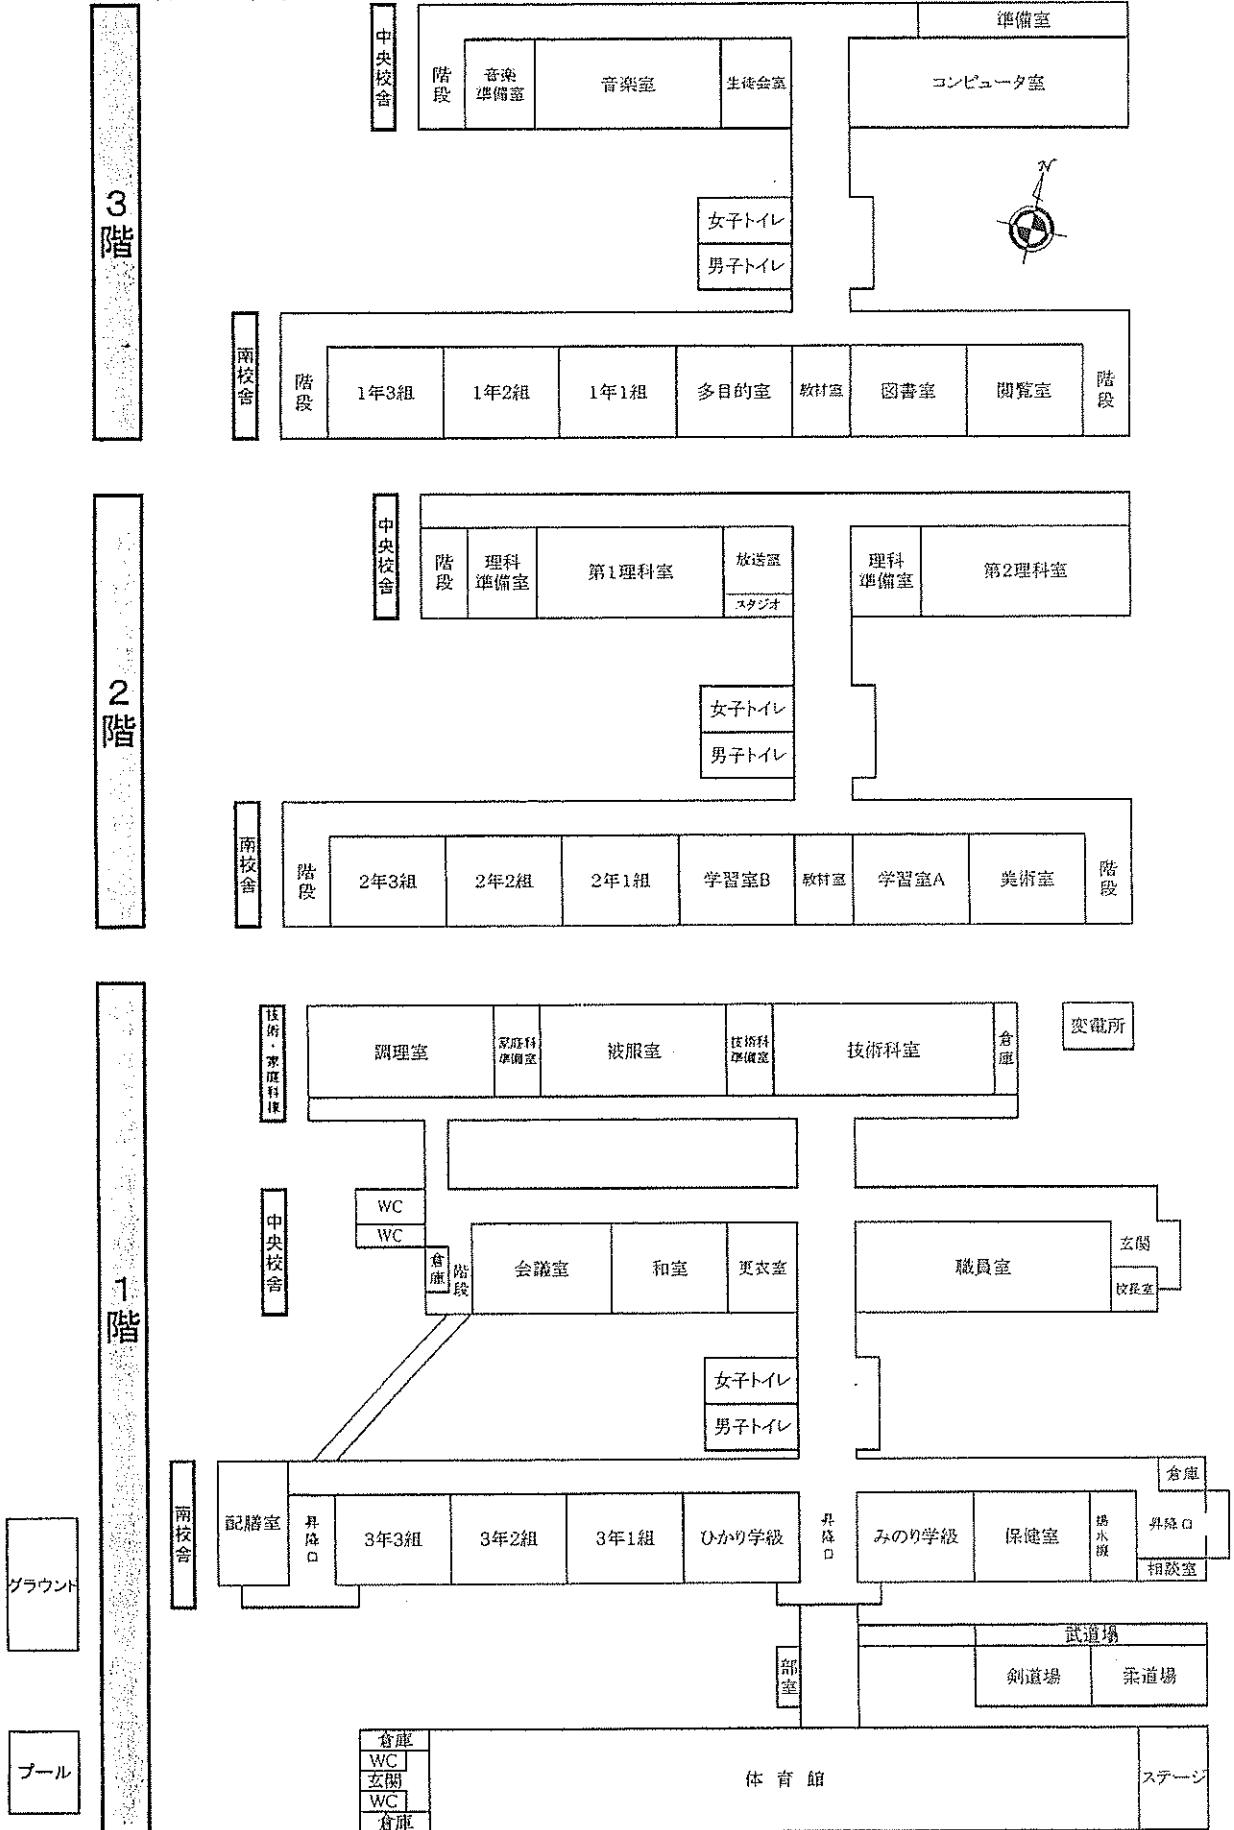 3階
中央校舎
準備室
階段
音楽
準備室
音楽室
生徒会室
コンピュータ室
N
女子トイレ
男子トイレ
南校舎
階段
1年3組
1年2組
1年1組
多目的室
教材室
図書室
閲覧室
階段
2階
中央校舎
階段
理科
準備室
第1理科室
放送室
スタジオ
理科
準備室
第2理科室
女子トイレ
男子トイレ
南校舎
階段
2年3組
2年2組
2年1組
学習室B
教材室
学習室A
美術室
階段
1階
技術・家庭科棟
調理室
家庭科
準備室
被服室
技術科
準備室
技術科室
倉庫
変電所
中央校舎
WC
WC
倉庫
階段
会議室
和室
更衣室
職員室
玄関
校長室
女子トイレ
男子トイレ
南校舎
配膳室
昇降口
3年3組
3年2組
3年1組
ひかり学級
昇降口
みのり学級
保健室
揚水機
倉庫
昇降口
相談室
グラウンド
部室
武道場
剣道場
柔道場
プール
倉庫
WC
玄関
WC
倉庫
体育館
ステージ